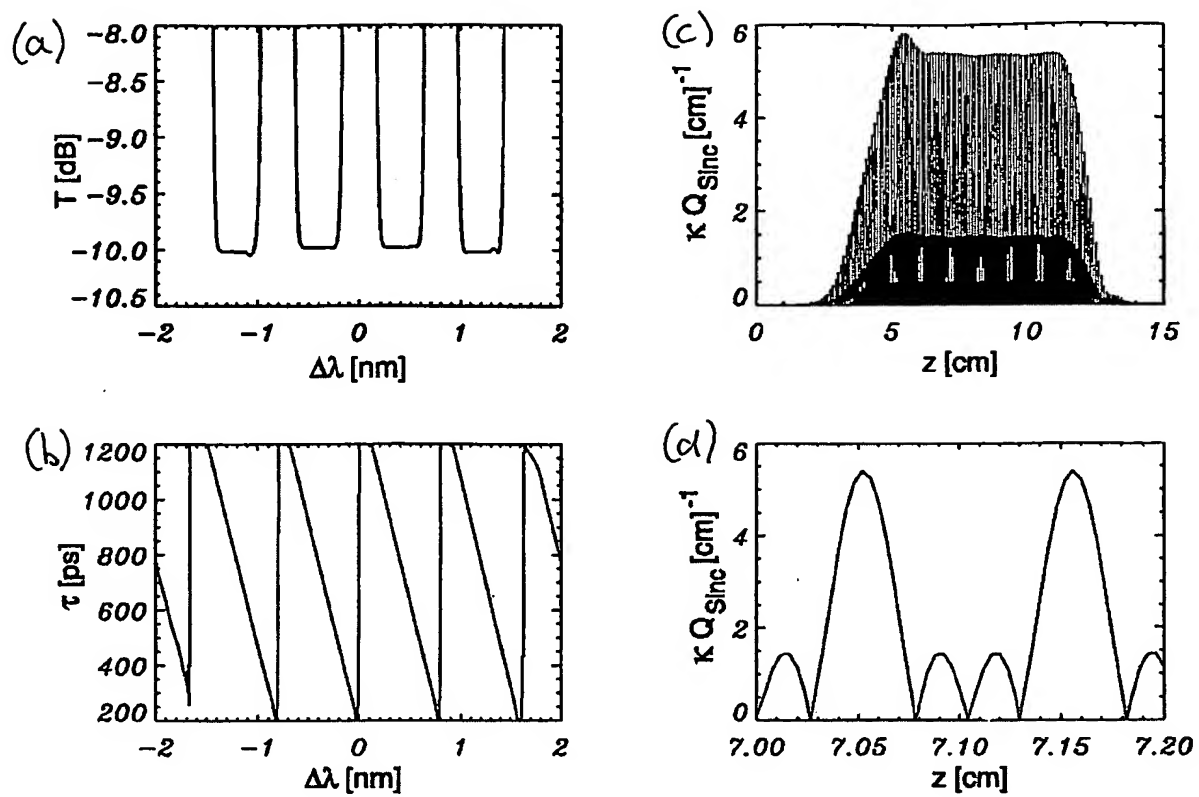 (a)
T [dB]
−8.0
−8.5
−9.0
−9.5
−10.0
−10.5
−2 −1 0 1 2
Δλ [nm]
(c)
κ Q_Sinc [cm]^-1
6
4
2
0
0 5 10 15
z [cm]
(b)
τ [ps]
1200
1000
800
600
400
200
−2 −1 0 1 2
Δλ [nm]
(d)
κ Q_Sinc [cm]^-1
6
4
2
0
7.00 7.05 7.10 7.15 7.20
z [cm]